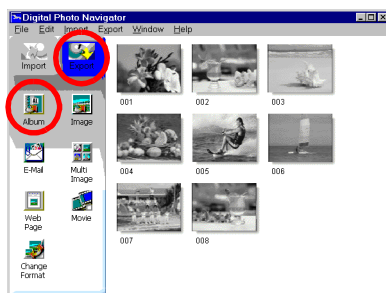 Digital Photo Navigator
File Edit Import Export Window Help
Import Export
001 002 003
Album Image
004 005 006
E-Mail Multi Image
007 008
Web Page Movie
Change Format